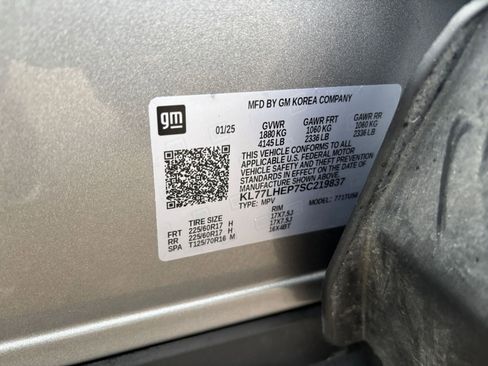 MFD BY GM KOREA COMPANY
gm
01/25 GVWR GAWR FRT GAWR RR
1880 KG 1060 KG 1060 KG
4145 LB 2336 LB 2336 LB
THIS VEHICLE CONFORMS TO ALL
APPLICABLE U.S. FEDERAL MOTOR
VEHICLE SAFETY AND THEFT PREVENTION
STANDARDS IN EFFECT ON THE DATE OF
MANUFACTURE SHOWN ABOVE.
KL77LHEP7SC219837
TYPE: MPV MODEL:
TIRE SIZE RIM
FRT 225/60R17 H 17X7.5J
RR 225/60R17 H 17X7.5J
SPA T125/70R16 M 16X4BT